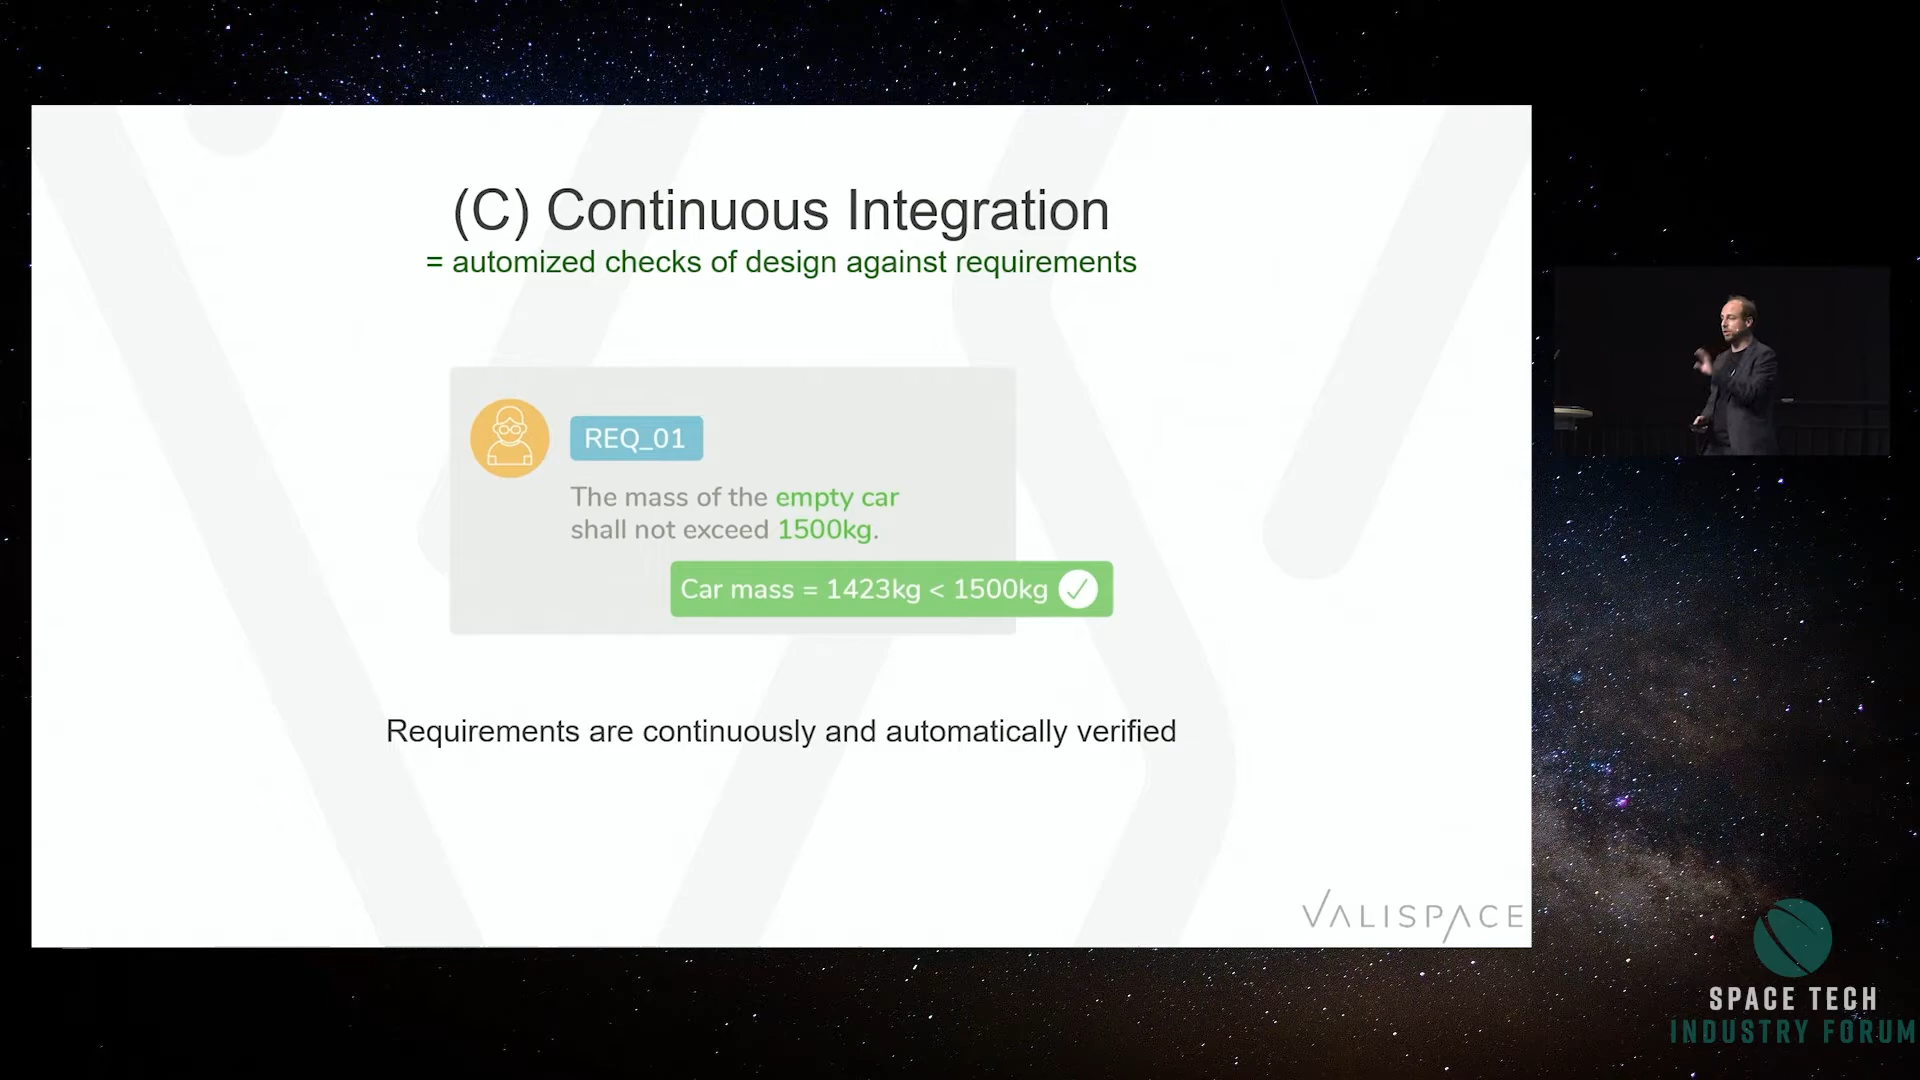 (C) Continuous Integration
= automized checks of design against requirements
REQ_01
The mass of the empty car
shall not exceed 1500kg.
Car mass = 1423kg < 1500kg
Requirements are continuously and automatically verified
VALISPACE
SPACE TECH
INDUSTRY FORUM